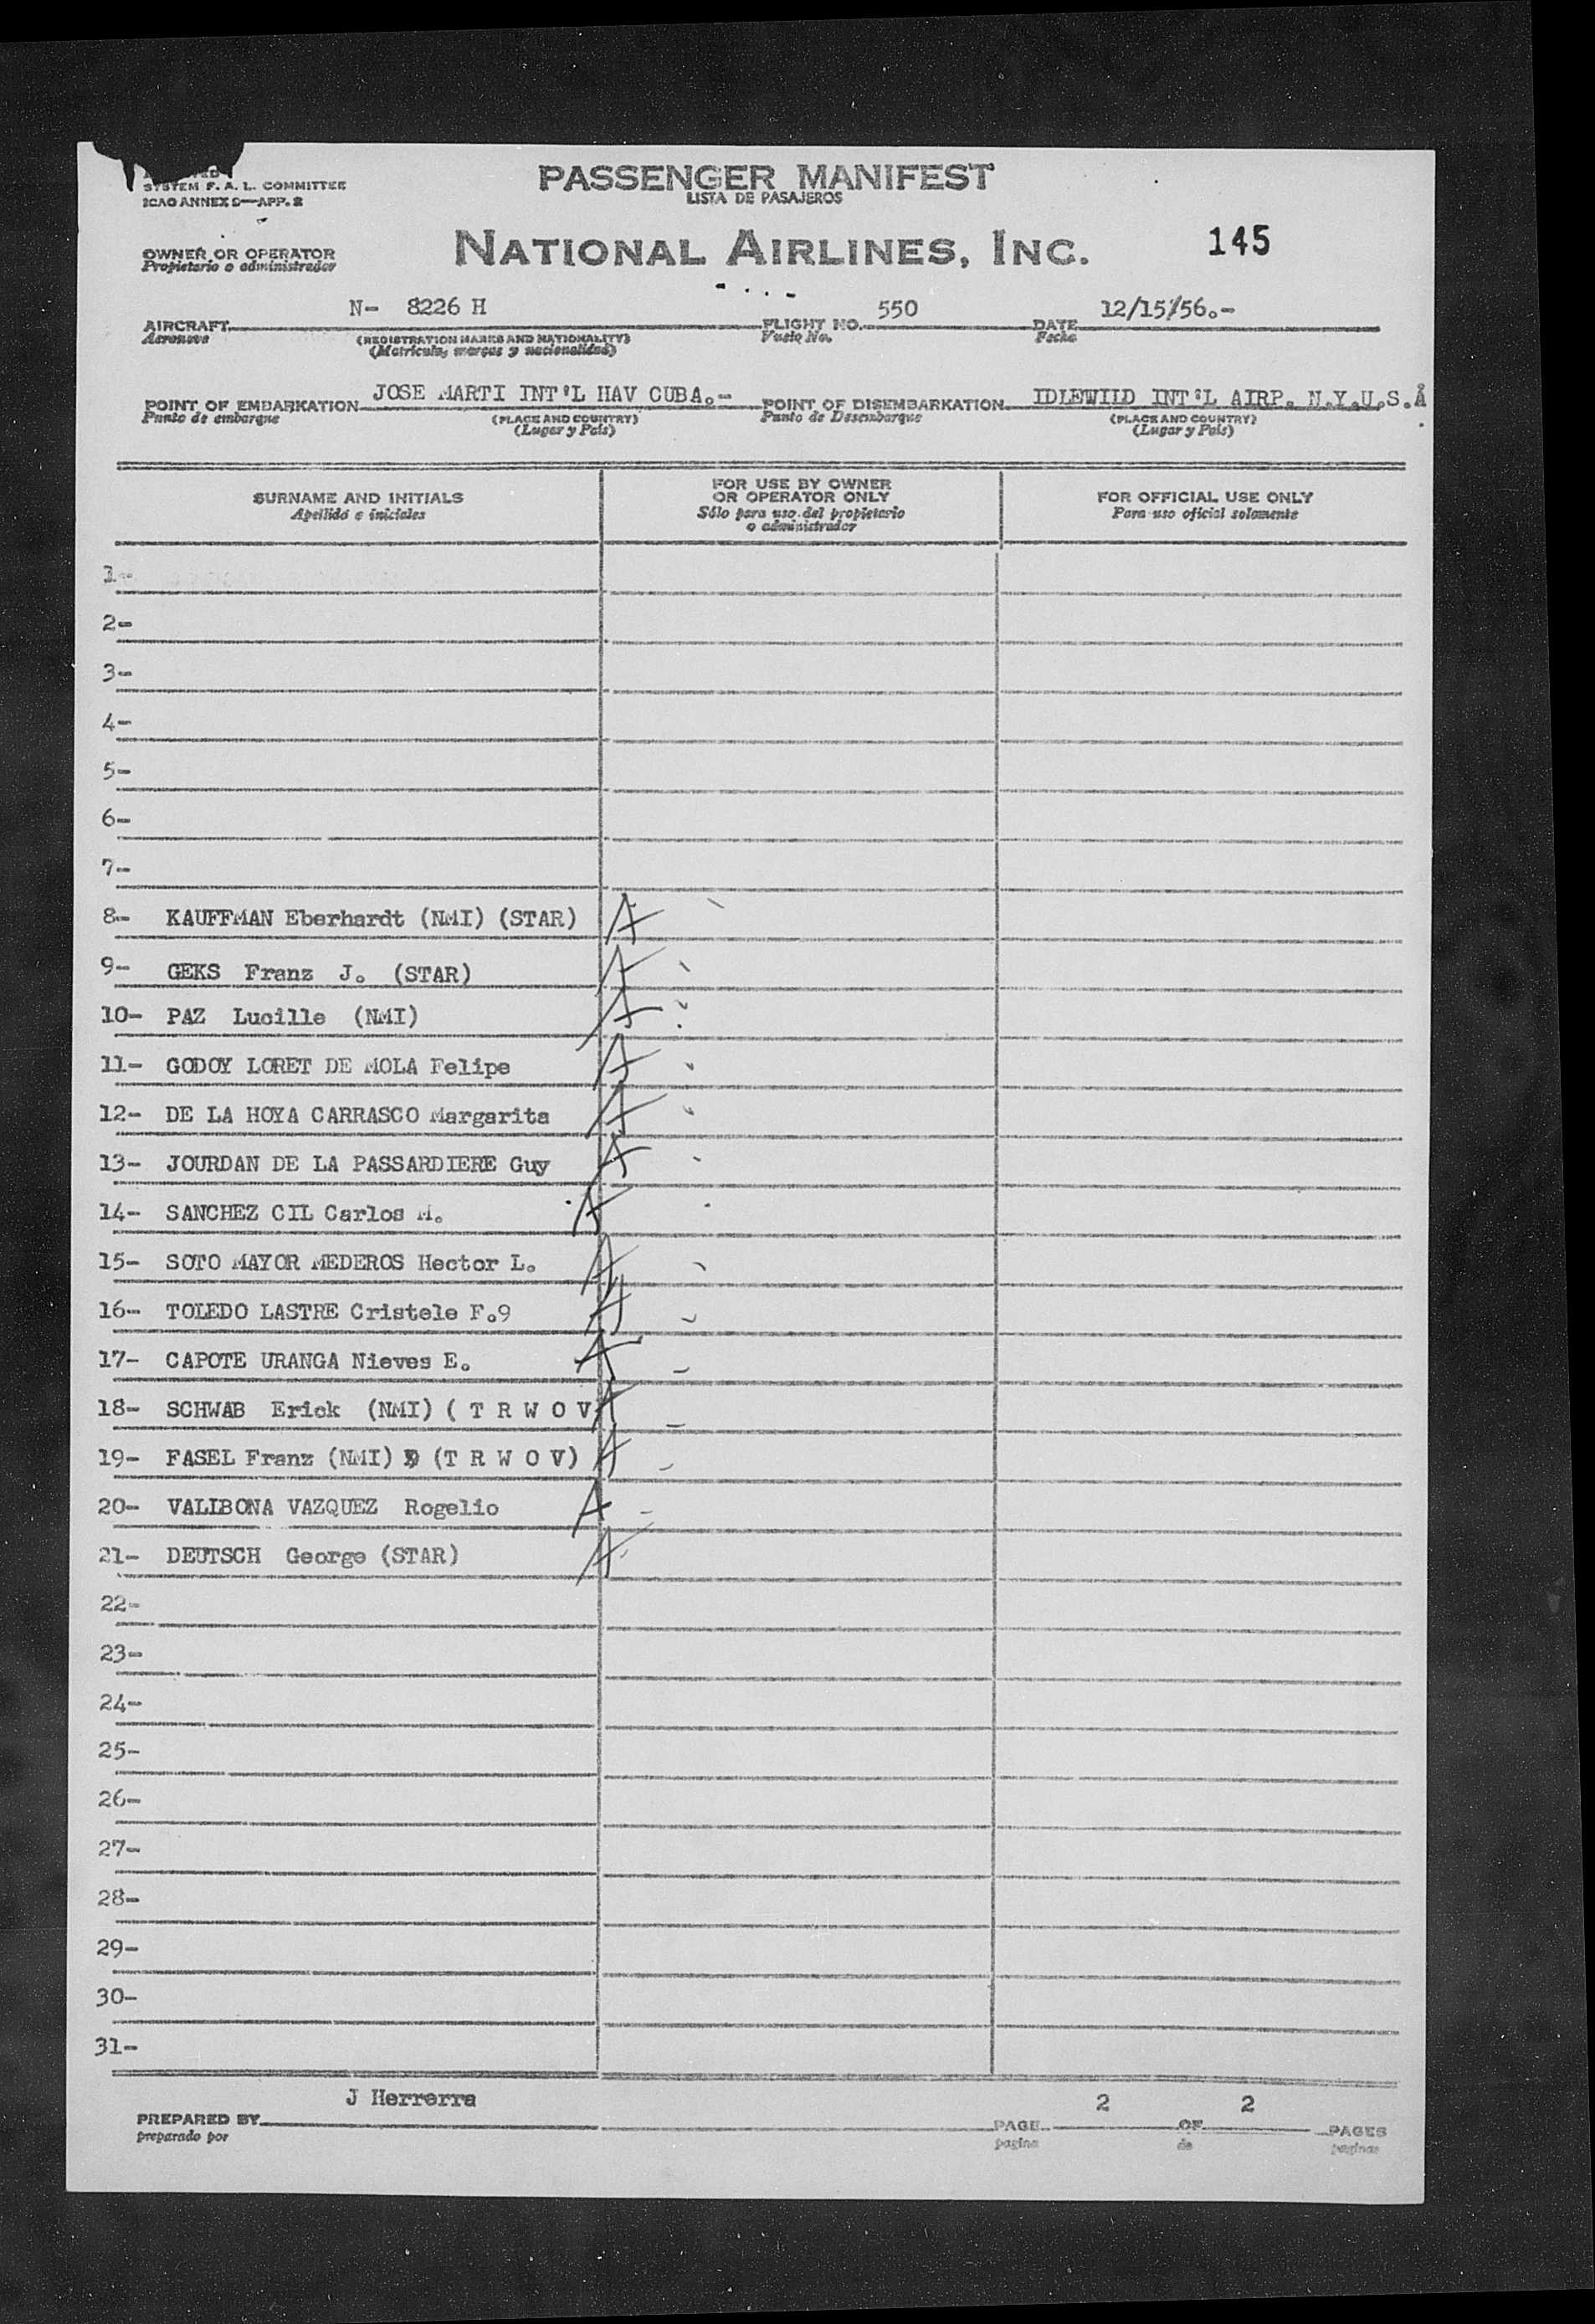 SYSTEM F. A. L. COMMITTEE
ICAO ANNEX 9—APP. 2
PASSENGER MANIFEST
LISTA DE PASAJEROS
OWNER OR OPERATOR
Propietario o administrador
NATIONAL AIRLINES, INC.
145
N- 8226 H 550 12/15/56.-
AIRCRAFT FLIGHT NO. DATE
Aeronave (REGISTRATION MARKS AND NATIONALITY) Vuelo No. Fecha
(Matricula, marcas y nacionalidad)
JOSE MARTI INT'L HAV CUBA.- IDLEWILD INT'L AIRP. N.Y.U.S.A
POINT OF EMBARKATION POINT OF DISEMBARKATION
Punto de embarque (PLACE AND COUNTRY) Punto de Desembarque (PLACE AND COUNTRY)
(Lugar y Pais) (Lugar y Pais)
SURNAME AND INITIALS
Apellido e iniciales
FOR USE BY OWNER
OR OPERATOR ONLY
Sólo para uso del propietario
o administrador
FOR OFFICIAL USE ONLY
Para uso oficial solamente
1-
2-
3-
4-
5-
6-
7-
8- KAUFFMAN Eberhardt (NMI) (STAR) A
9- GEKS Franz J. (STAR) A
10- PAZ Lucille (NMI) A
11- GODOY LORET DE MOLA Felipe A
12- DE LA HOYA CARRASCO Margarita A
13- JOURDAN DE LA PASSARDIERE Guy A
14- SANCHEZ CIL Carlos M. A
15- SOTO MAYOR MEDEROS Hector L. A
16- TOLEDO LASTRE Cristele F.9 A
17- CAPOTE URANGA Nieves E. A
18- SCHWAB Erick (NMI) ( T R W O V A
19- FASEL Franz (NMI) (T R W O V) A
20- VALIBONA VAZQUEZ Rogelio A
21- DEUTSCH George (STAR) A
22-
23-
24-
25-
26-
27-
28-
29-
30-
31-
J Herrerra 2 2
PREPARED BY PAGE OF PAGES
preparado por pagina de paginas